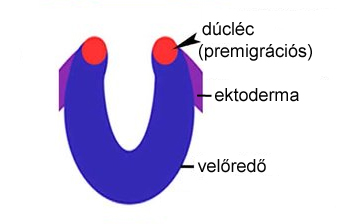 dúcléc
(premigrációs)
ektoderma
velőredő